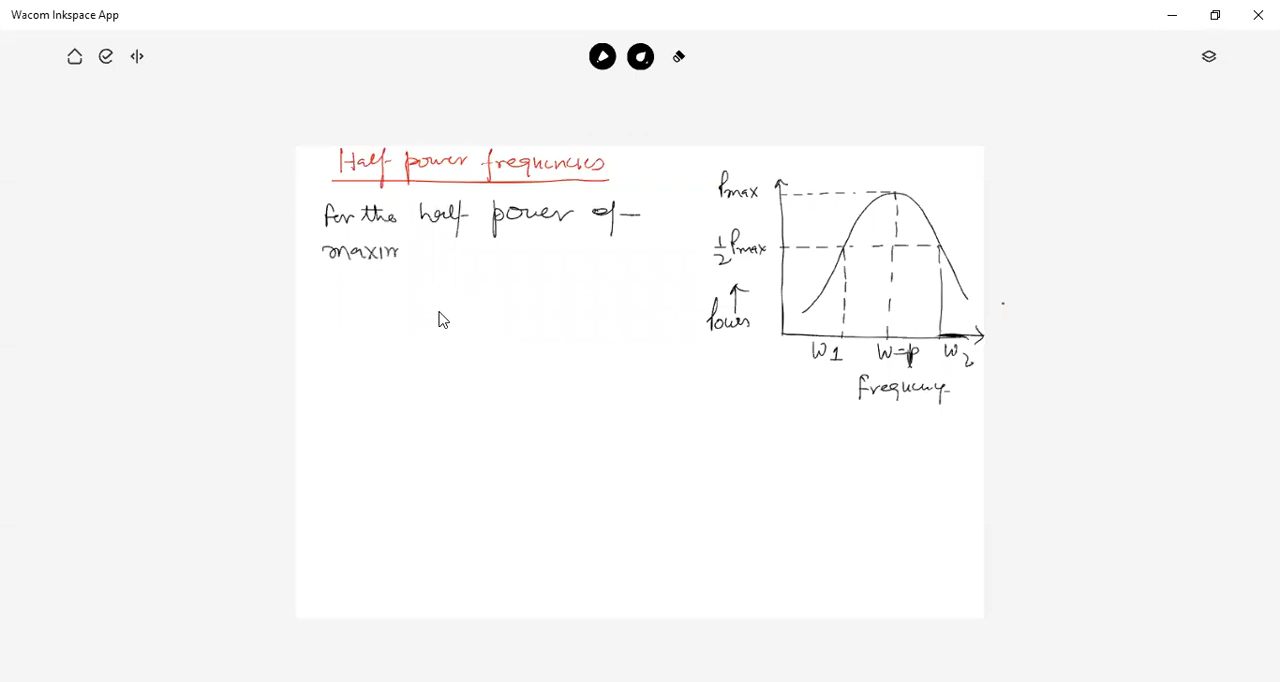 Wacom Inkspace App
Half power frequencies
for the half power of
maxim
Pmax
1/2 Pmax
Power
W1 W=p W2
frequency